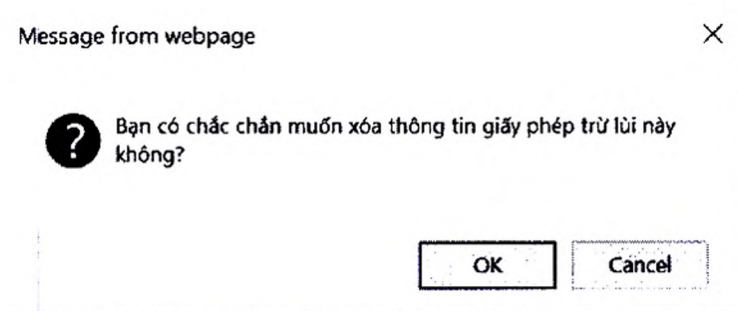 Message from webpage
Bạn có chắc chắn muốn xóa thông tin giấy phép trừ lùi này
không?
OK
Cancel